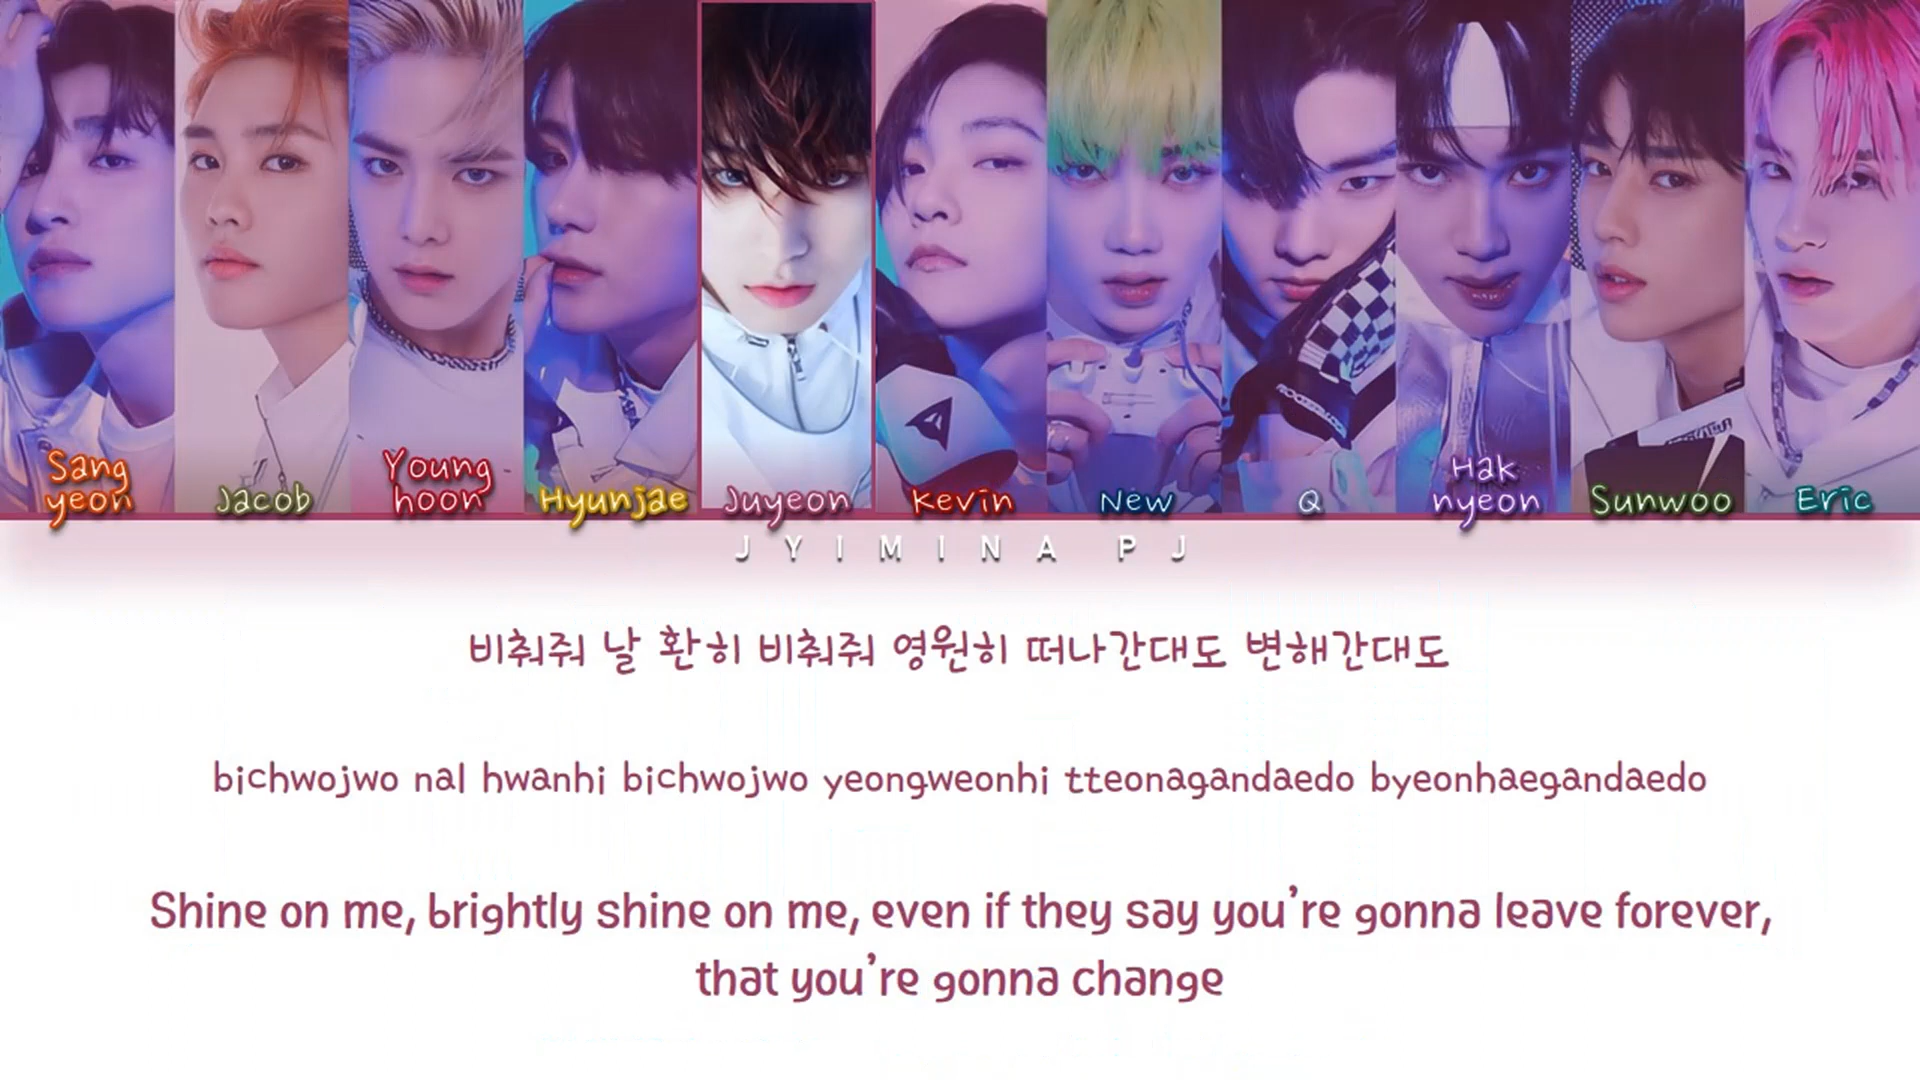 Sang
yeon
Jacob
Young
hoon
Hyunjae
Juyeon
Kevin
New
Q
Hak
nyeon
Sunwoo
Eric
JYIMINA PJ
비춰줘 날 환히 비춰줘 영원히 떠나간대도 변해간대도
bichwojwo nal hwanhi bichwojwo yeongweonhi tteonagandaedo byeonhaegandaedo
Shine on me, brightly shine on me, even if they say you're gonna leave forever,
that you're gonna change